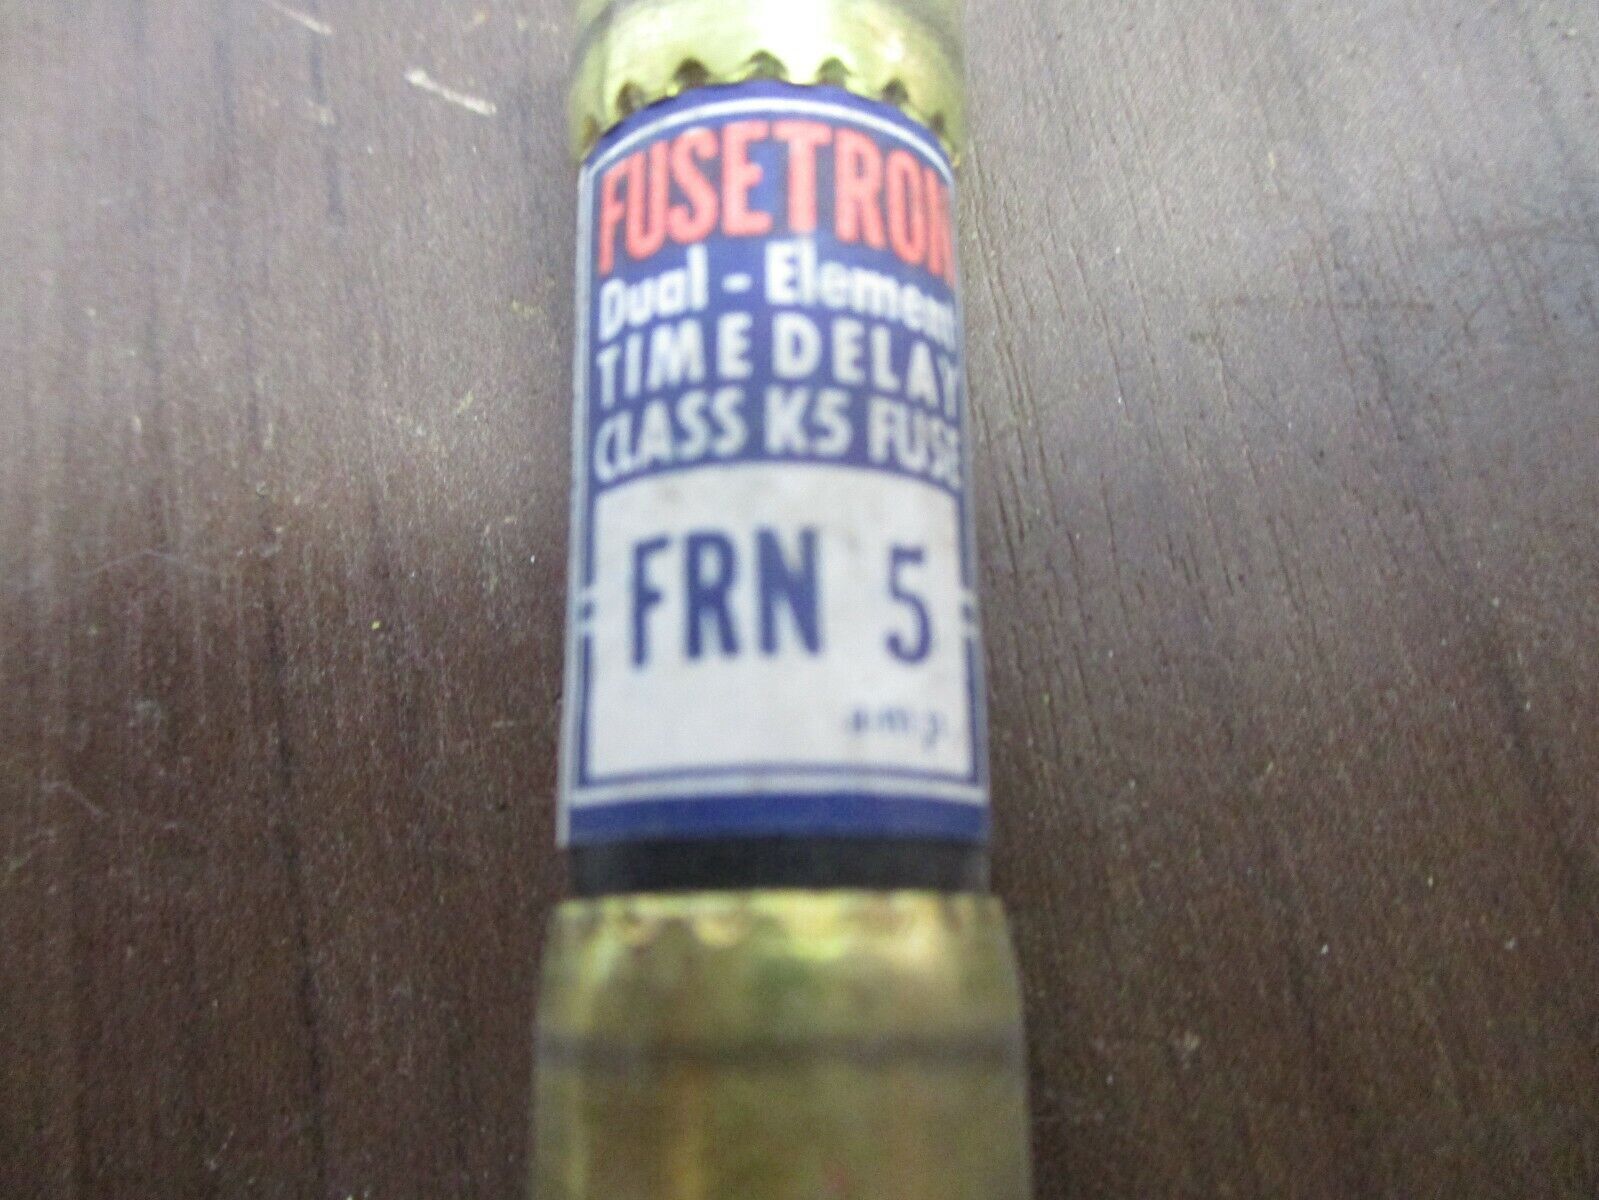 FUSETRON
Dual - Element
TIME DELAY
CLASS K5 FUSE
FRN 5
amp.